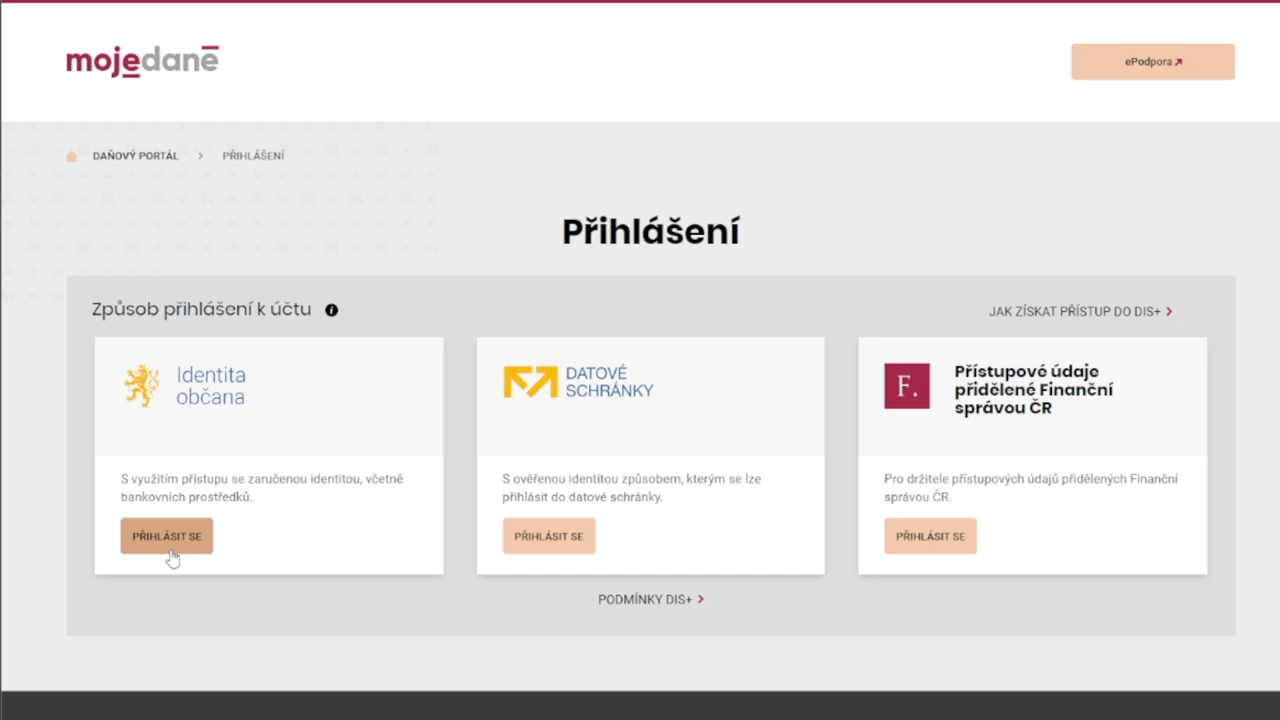 mojedaně
ePodpora
DAŇOVÝ PORTÁL > PŘIHLÁŠENÍ
Přihlášení
Způsob přihlášení k účtu
JAK ZÍSKAT PŘÍSTUP DO DIS+
Identita
občana
S využitím přístupu se zaručenou identitou, včetně
bankovních prostředků.
PŘIHLÁSIT SE
DATOVÉ
SCHRÁNKY
S ověřenou identitou způsobem, kterým se lze
přihlásit do datové schránky.
PŘIHLÁSIT SE
F.
Přístupové údaje
přidělené Finanční
správou ČR
Pro držitele přístupových údajů přidělených Finanční
správou ČR.
PŘIHLÁSIT SE
PODMÍNKY DIS+